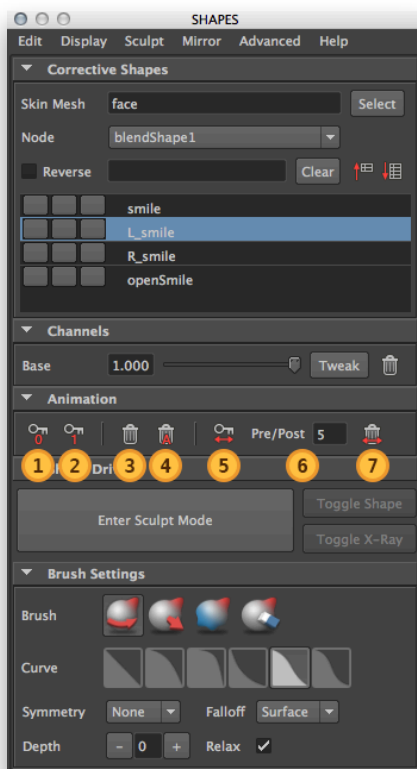 SHAPES
Edit Display Sculpt Mirror Advanced Help
Corrective Shapes
Skin Mesh face Select
Node blendShape1
Reverse Clear
smile
L_smile
R_smile
openSmile
Channels
Base 1.000 Tweak
Animation
0 1 A Pre/Post 5
1 2 3 4 5 6 7
Enter Sculpt Mode
Toggle Shape
Toggle X-Ray
Brush Settings
Brush
Curve
Symmetry None Falloff Surface
Depth - 0 + Relax